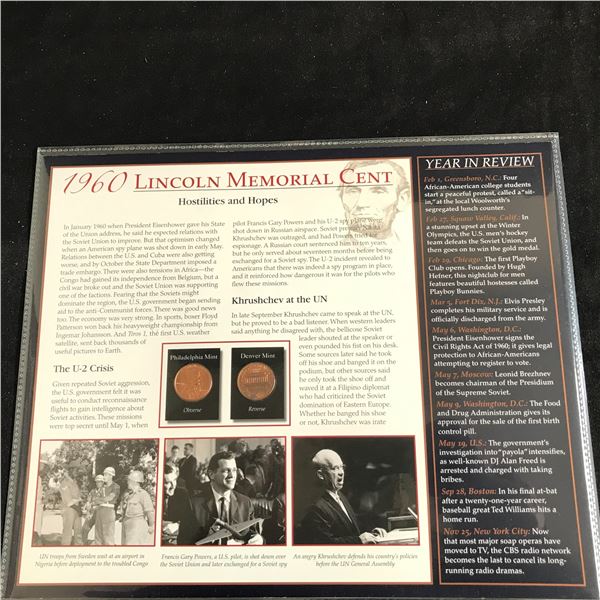 1960 LINCOLN MEMORIAL CENT
Hostilities and Hopes
In January 1960 when President Eisenhower gave his State
of the Union address, he said he expected relations with
the Soviet Union to improve. But that optimism changed
when an American spy plane was shot down in early May.
Relations between the U.S. and Cuba were also getting
worse, and by October the State Department imposed a
trade embargo. There were also tensions in Africa—the
Congo had gained its independence from Belgium, but a
civil war broke out and the Soviet Union was supporting
one of the factions. Fearing that the Soviets might
dominate the region, the U.S. government began sending
aid to the anti-Communist forces. There was good news
too. The economy was very strong. In sports, boxer Floyd
Patterson won back his heavyweight championship from
Ingemar Johansson. And Tiros 1, the first U.S. weather
satellite, sent back thousands of
useful pictures to Earth.
The U-2 Crisis
Given repeated Soviet aggression,
the U.S. government felt it was
useful to conduct reconnaissance
flights to gain intelligence about
Soviet activities. These missions
were top secret until May 1, when
pilot Francis Gary Powers and his U-2 spy plane were
shot down in Russian airspace. Soviet
Khrushchev was outraged, and had Powers tried for
espionage. A Russian court sentenced him to ten years,
but he only served about seventeen months before being
exchanged for a Soviet spy. The U-2 incident revealed to
Americans that there was indeed a spy program in place,
and it reinforced how dangerous it was for the pilots who
flew these missions.
Khrushchev at the UN
In late September Khrushchev came to speak at the UN,
but he proved to be a bad listener. When western leaders
said anything he disagreed with, the bellicose Soviet
leader shouted at the speaker or
even pounded his fist on his desk.
Some sources later said he took
off his shoe and banged it on the
podium, but other sources said
he only took the shoe off and
waved it at a Filipino diplomat
who had criticized the Soviet
domination of Eastern Europe.
Whether he banged his shoe
or not, Khrushchev was irate
Philadelphia Mint
Obverse
Denver Mint
Reverse
UN troops from Sweden wait at an airport in
Nigeria before deployment to the troubled Congo
Francis Gary Powers, a U.S. pilot, is shot down over
the Soviet Union and later exchanged for a Soviet spy
An angry Khrushchev defends his country's policies
before the UN General Assembly
YEAR IN REVIEW
Feb 1, Greensboro, N.C.: Four
African-American college students
start a peaceful protest, called a "sit-
in," at the local Woolworth's
segregated lunch counter.
Feb 27, Squaw Valley, Calif.: In
a stunning upset at the Winter
Olympics, the U.S. men's hockey
team defeats the Soviet Union, and
then goes on to win the gold medal.
Feb 29, Chicago: The first Playboy
Club opens. Founded by Hugh
Hefner, this nightclub for men
features beautiful hostesses called
Playboy Bunnies.
Mar 5, Fort Dix, N.J.: Elvis Presley
completes his military service and is
officially discharged from the army.
May 6, Washington, D.C.:
President Eisenhower signs the
Civil Rights Act of 1960; it gives legal
protection to African-Americans
attempting to register to vote.
May 7, Moscow: Leonid Brezhnev
becomes chairman of the Presidium
of the Supreme Soviet.
May 9, Washington, D.C.: The Food
and Drug Administration gives its
approval for the sale of the first birth
control pill.
May 19, U.S.: The government's
investigation into "payola" intensifies,
as well-known DJ Alan Freed is
arrested and charged with taking
bribes.
Sep 28, Boston: In his final at-bat
after a twenty-one-year career,
baseball great Ted Williams hits a
home run.
Nov 25, New York City: Now
that most major soap operas have
moved to TV, the CBS radio network
becomes the last to cancel its long-
running radio dramas.